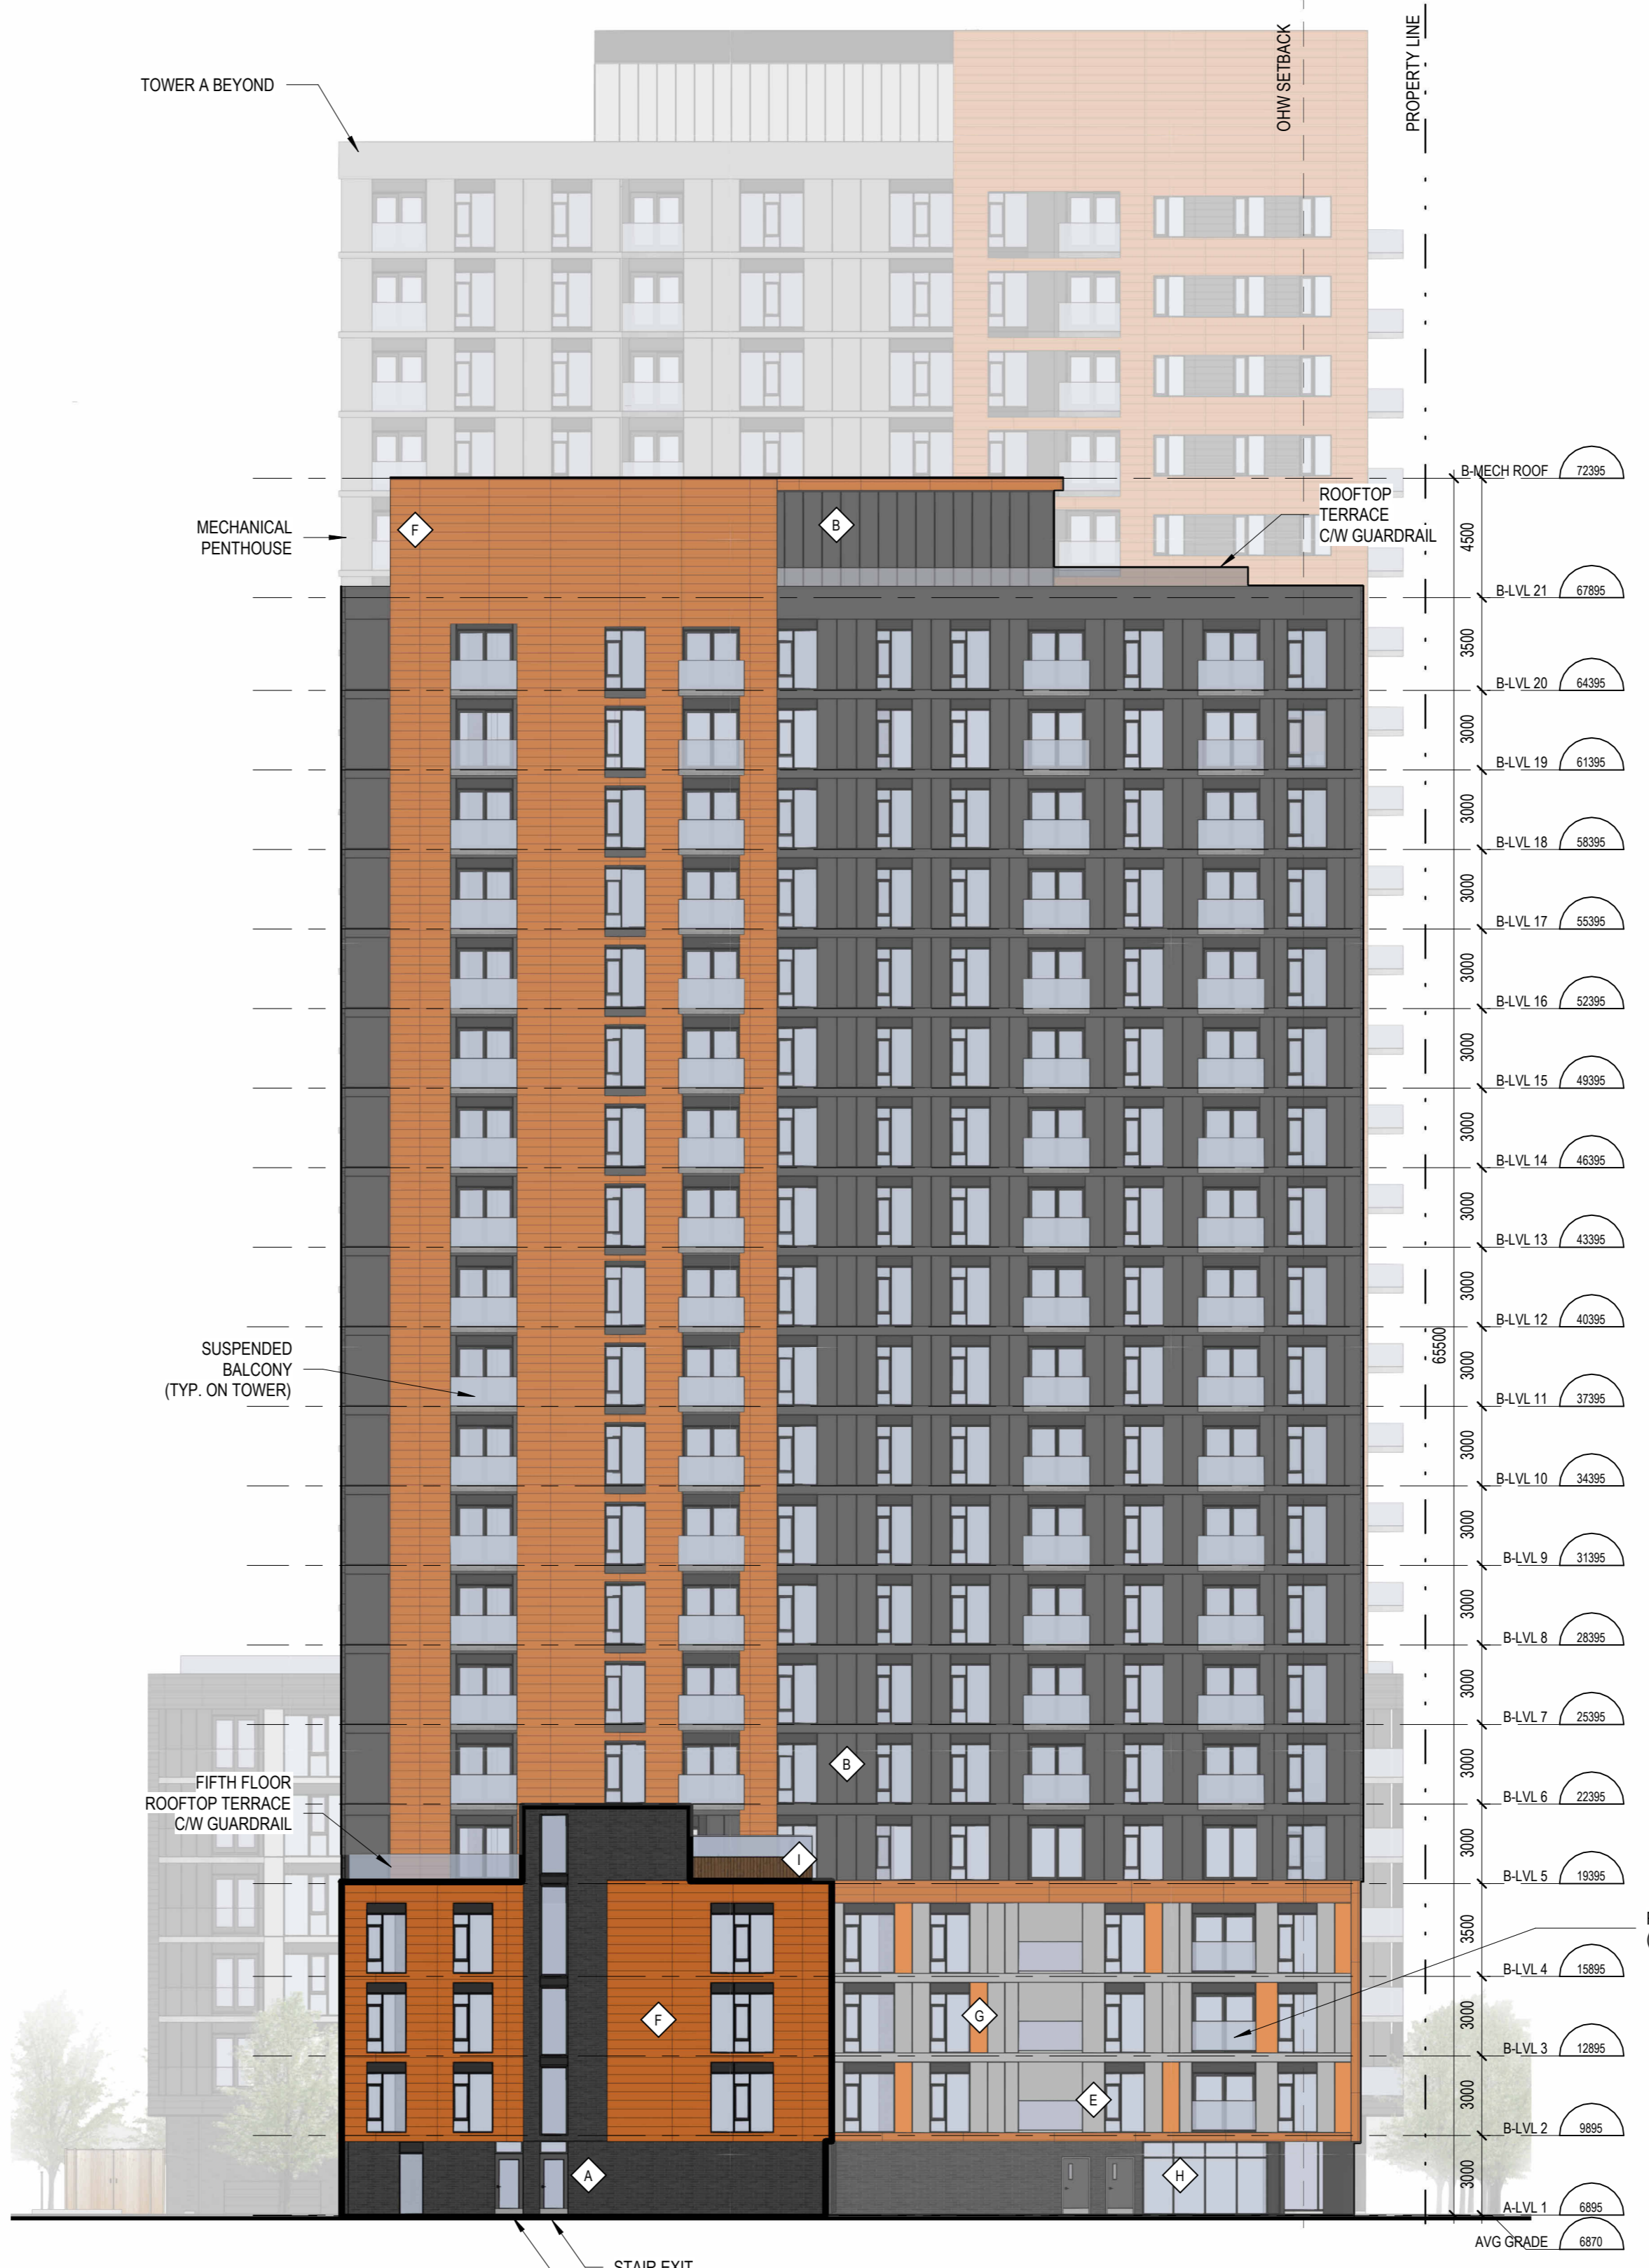 TOWER A BEYOND
OHW SETBACK
PROPERTY LINE
MECHANICAL
PENTHOUSE
F
B
ROOFTOP
TERRACE
C/W GUARDRAIL
B-MECH ROOF 72395
4500
B-LVL 21 67895
3500
B-LVL 20 64395
3000
B-LVL 19 61395
3000
B-LVL 18 58395
3000
B-LVL 17 55395
3000
B-LVL 16 52395
3000
B-LVL 15 49395
3000
B-LVL 14 46395
3000
B-LVL 13 43395
3000
B-LVL 12 40395
65500
3000
B-LVL 11 37395
3000
B-LVL 10 34395
3000
B-LVL 9 31395
3000
B-LVL 8 28395
3000
B-LVL 7 25395
3000
B-LVL 6 22395
3000
B-LVL 5 19395
3500
B-LVL 4 15895
3000
B-LVL 3 12895
3000
B-LVL 2 9895
3000
A-LVL 1 6895
AVG GRADE 6870
SUSPENDED
BALCONY
(TYP. ON TOWER)
B
FIFTH FLOOR
ROOFTOP TERRACE
C/W GUARDRAIL
I
F
G
E
A
H
STAIR EXIT